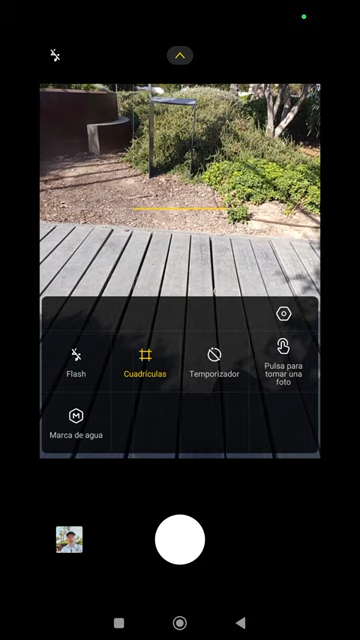 Flash
Cuadrículas
Temporizador
Pulsa para
tomar una
foto
Marca de agua